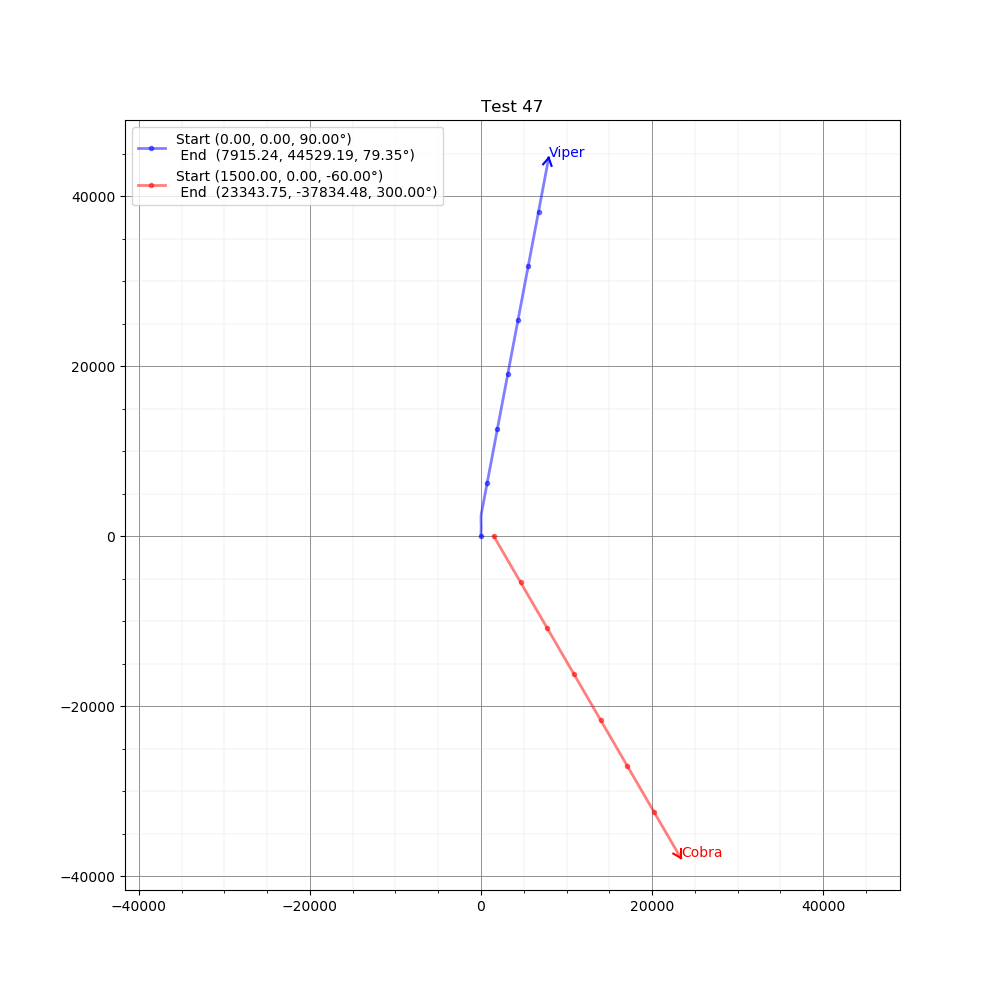 Test 47
Start (0.00, 0.00, 90.00°)
End  (7915.24, 44529.19, 79.35°)
Start (1500.00, 0.00, -60.00°)
End  (23343.75, -37834.48, 300.00°)
Viper
Cobra
40000
20000
0
−20000
−40000
−40000
−20000
0
20000
40000